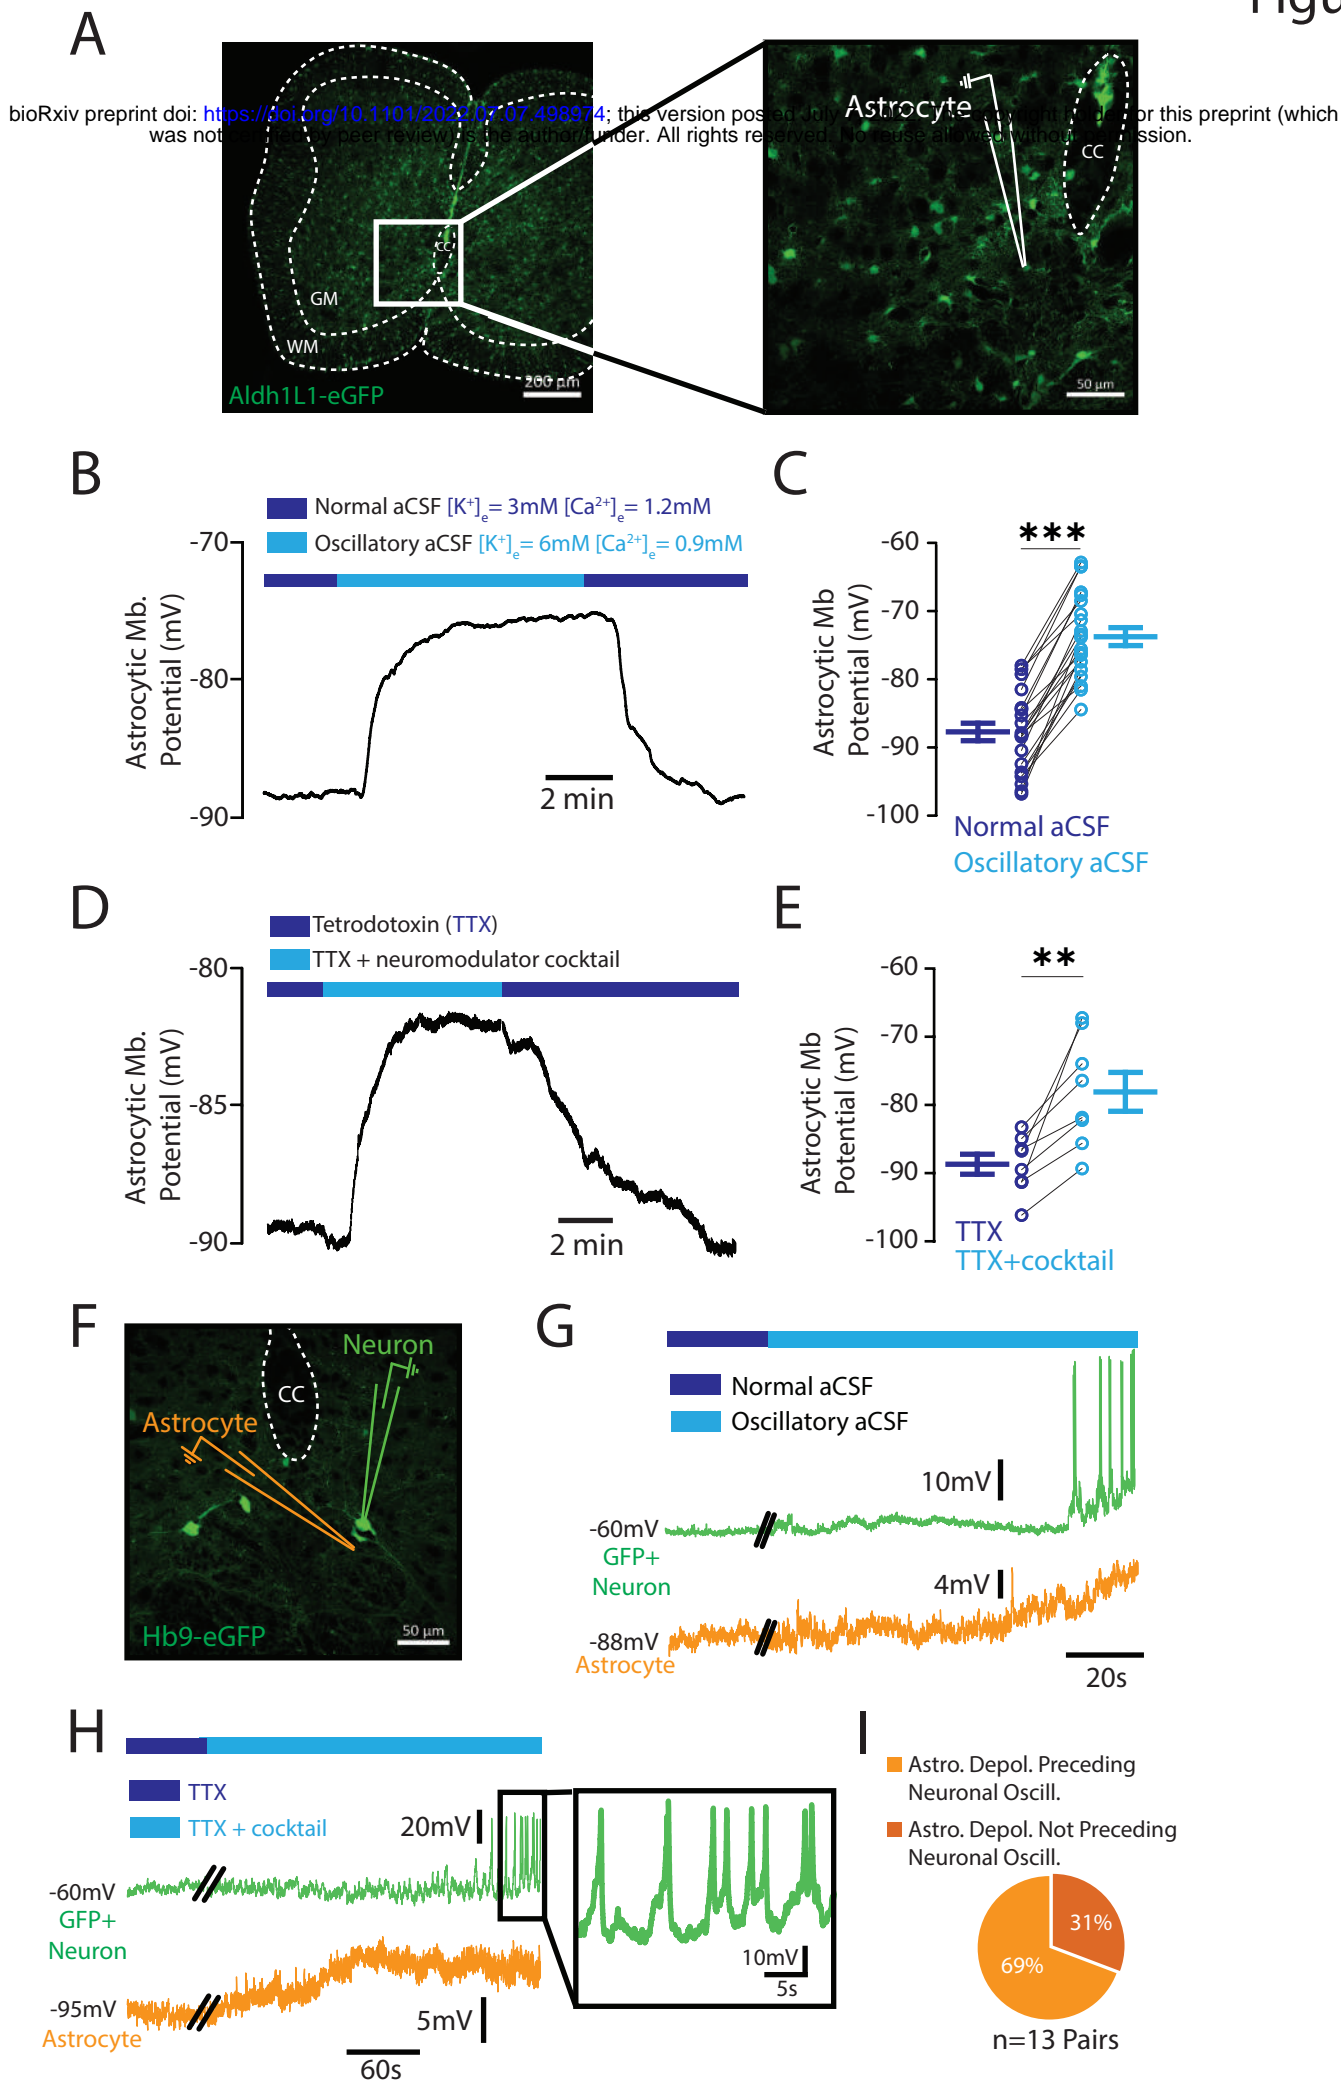 Figu
A
bioRxiv preprint doi: https://doi.org/10.1101/2022.07.07.498974; this version posted July
or this preprint (which
was not certified by peer review) is the author/funder. All rights reserved. No reuse allowed without permission.
Astrocyte
CC
CC
GM
WM
200 µm
Aldh1L1-eGFP
50 µm
B
Normal aCSF [K⁺]ₑ= 3mM [Ca²⁺]ₑ= 1.2mM
Oscillatory aCSF [K⁺]ₑ= 6mM [Ca²⁺]ₑ= 0.9mM
-70
-80
-90
Astrocytic Mb.
Potential (mV)
2 min
C
***
-60
-70
-80
-90
-100
Astrocytic Mb
Potential (mV)
Normal aCSF
Oscillatory aCSF
D
Tetrodotoxin (TTX)
TTX + neuromodulator cocktail
-80
-85
-90
Astrocytic Mb.
Potential (mV)
2 min
E
**
-60
-70
-80
-90
-100
Astrocytic Mb
Potential (mV)
TTX
TTX+cocktail
F
Neuron
CC
Astrocyte
Hb9-eGFP
50 µm
G
Normal aCSF
Oscillatory aCSF
10mV
-60mV
GFP+
Neuron
4mV
-88mV
Astrocyte
20s
H
TTX
TTX + cocktail
20mV
-60mV
GFP+
Neuron
10mV
5s
-95mV
Astrocyte
5mV
60s
I
Astro. Depol. Preceding
Neuronal Oscill.
Astro. Depol. Not Preceding
Neuronal Oscill.
31%
69%
n=13 Pairs